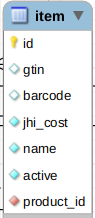 item
id
gtin
barcode
jhi_cost
name
active
product_id